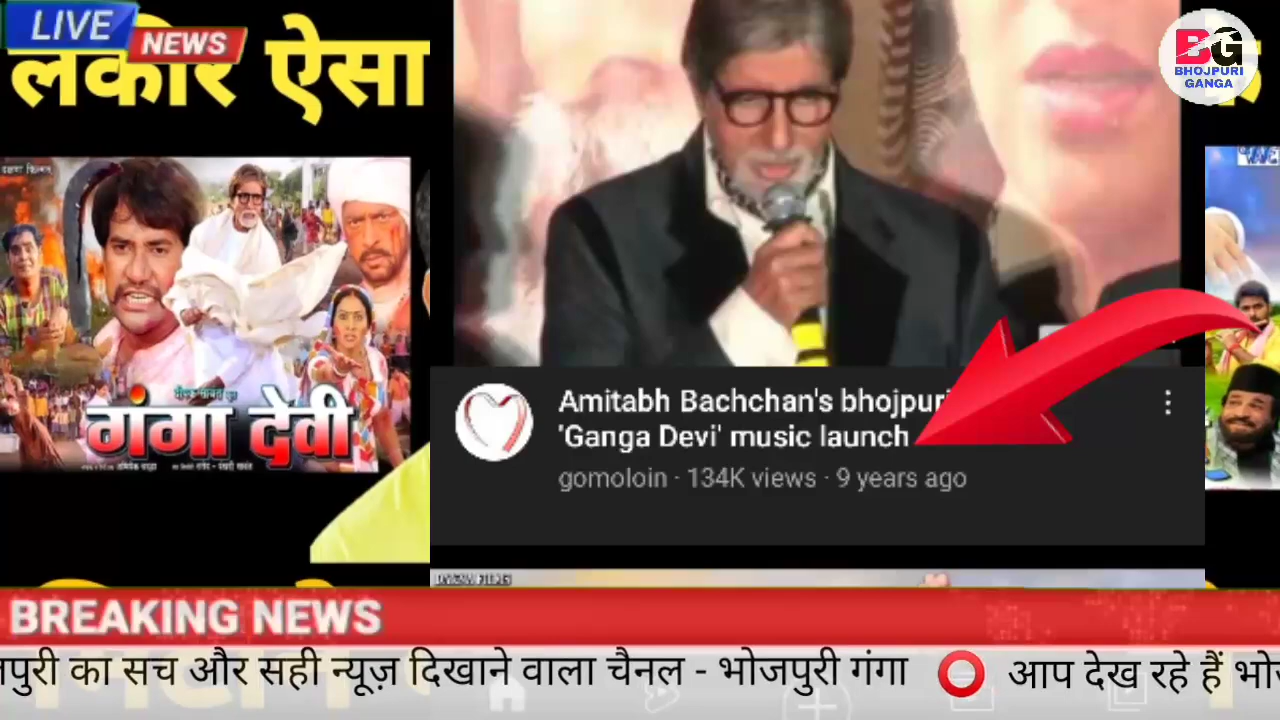 LIVE
NEWS
लकीर ऐसा
BG
BHOJPURI
GANGA
गंगा देवी
Amitabh Bachchan's bhojpuri
'Ganga Devi' music launch
gomoloin · 134K views · 9 years ago
BREAKING NEWS
जपुरी का सच और सही न्यूज़ दिखाने वाला चैनल - भोजपुरी गंगा ⭕ आप देख रहे हैं